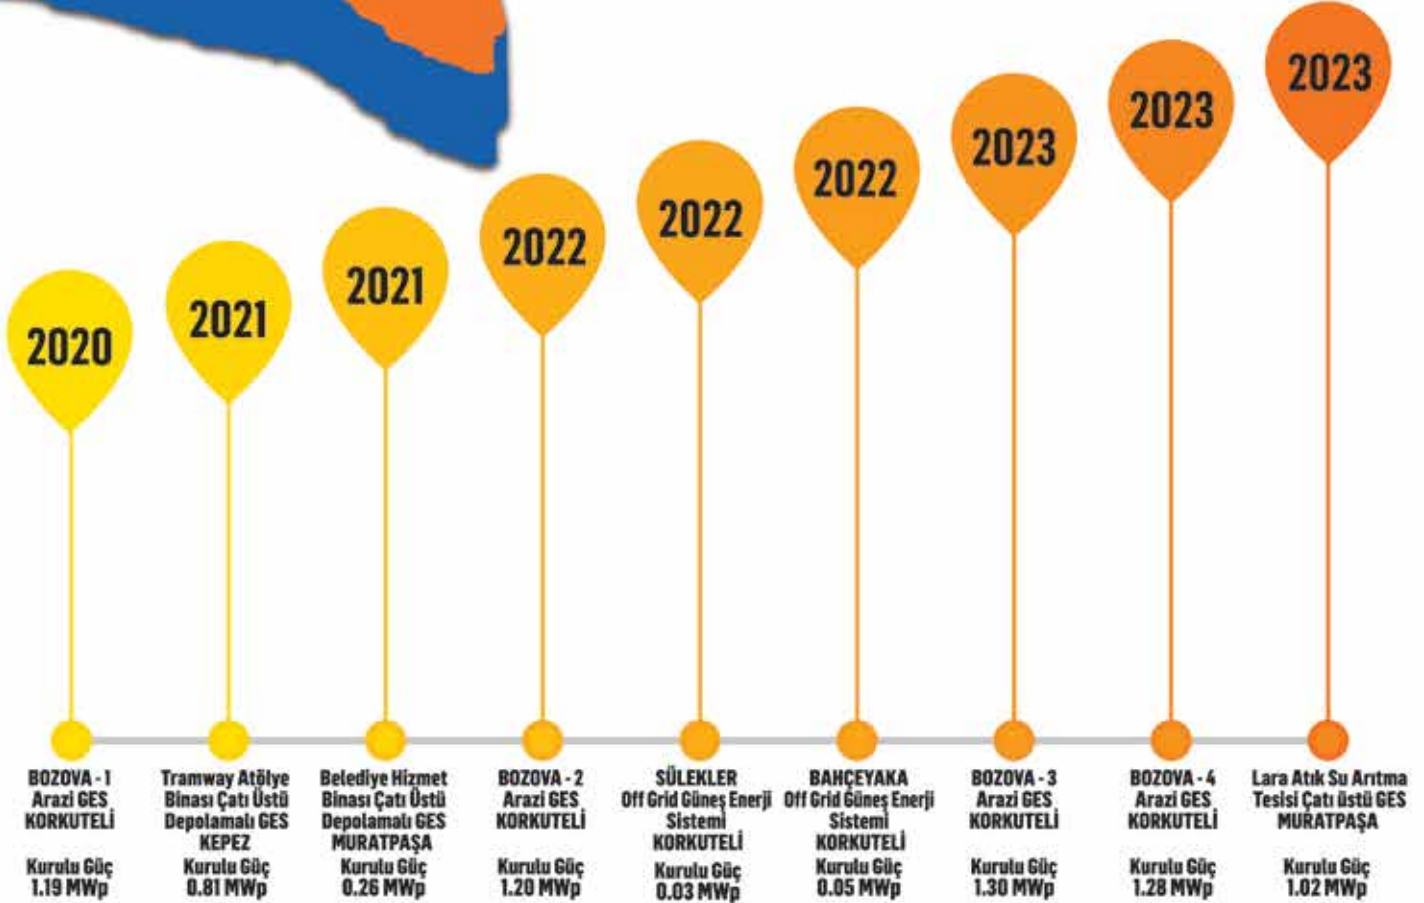 2020
2021
2021
2022
2022
2022
2023
2023
2023
BOZOVA - 1
Arazi GES
KORKUTELİ
Kurulu Güç
1.19 MWp
Tramway Atölye
Binası Çatı Üstü
Depolamalı GES
KEPEZ
Kurulu Güç
0.81 MWp
Belediye Hizmet
Binası Çatı Üstü
Depolamalı GES
MURATPAŞA
Kurulu Güç
0.26 MWp
BOZOVA - 2
Arazi GES
KORKUTELİ
Kurulu Güç
1.20 MWp
SÜLEKLER
Off Grid Güneş Enerji
Sistemi
KORKUTELİ
Kurulu Güç
0.03 MWp
BAHÇEYAKA
Off Grid Güneş Enerji
Sistemi
KORKUTELİ
Kurulu Güç
0.05 MWp
BOZOVA - 3
Arazi GES
KORKUTELİ
Kurulu Güç
1.30 MWp
BOZOVA - 4
Arazi GES
KORKUTELİ
Kurulu Güç
1.28 MWp
Lara Atık Su Arıtma
Tesisi Çatı üstü GES
MURATPAŞA
Kurulu Güç
1.02 MWp